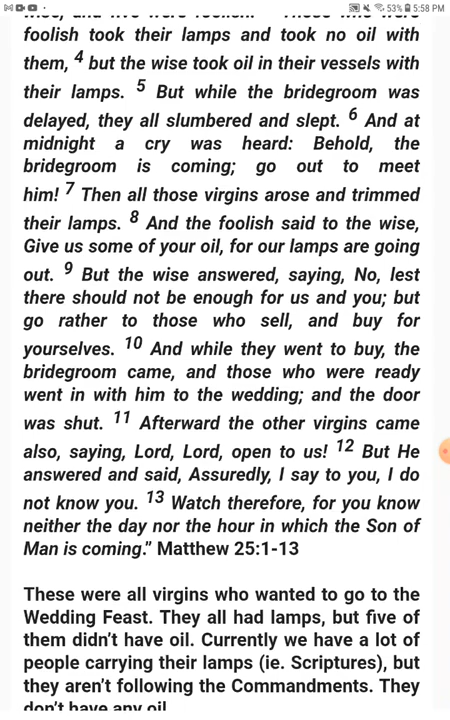 53% 5:58 PM
foolish took their lamps and took no oil with
them, 4 but the wise took oil in their vessels with
their lamps. 5 But while the bridegroom was
delayed, they all slumbered and slept. 6 And at
midnight a cry was heard: Behold, the
bridegroom is coming; go out to meet
him! 7 Then all those virgins arose and trimmed
their lamps. 8 And the foolish said to the wise,
Give us some of your oil, for our lamps are going
out. 9 But the wise answered, saying, No, lest
there should not be enough for us and you; but
go rather to those who sell, and buy for
yourselves. 10 And while they went to buy, the
bridegroom came, and those who were ready
went in with him to the wedding; and the door
was shut. 11 Afterward the other virgins came
also, saying, Lord, Lord, open to us! 12 But He
answered and said, Assuredly, I say to you, I do
not know you. 13 Watch therefore, for you know
neither the day nor the hour in which the Son of
Man is coming.” Matthew 25:1-13
These were all virgins who wanted to go to the
Wedding Feast. They all had lamps, but five of
them didn’t have oil. Currently we have a lot of
people carrying their lamps (ie. Scriptures), but
they aren’t following the Commandments. They
don’t have any oil